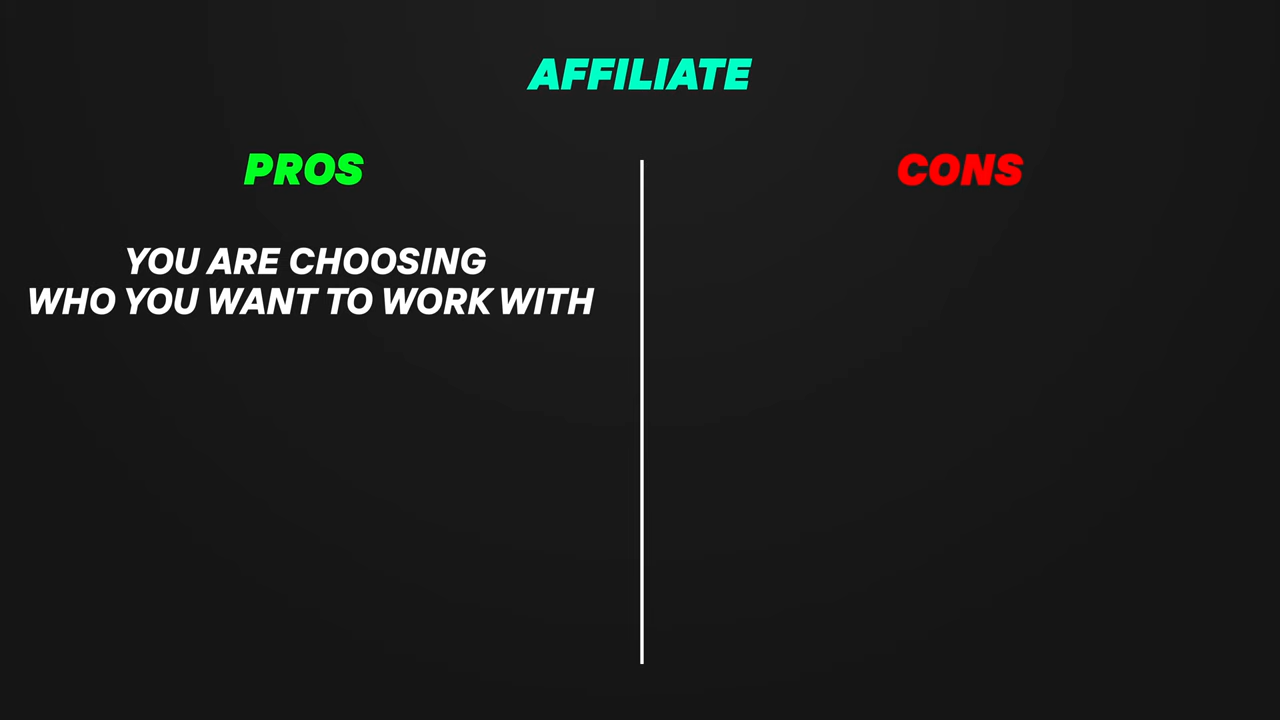 AFFILIATE
PROS
CONS
YOU ARE CHOOSING
WHO YOU WANT TO WORK WITH